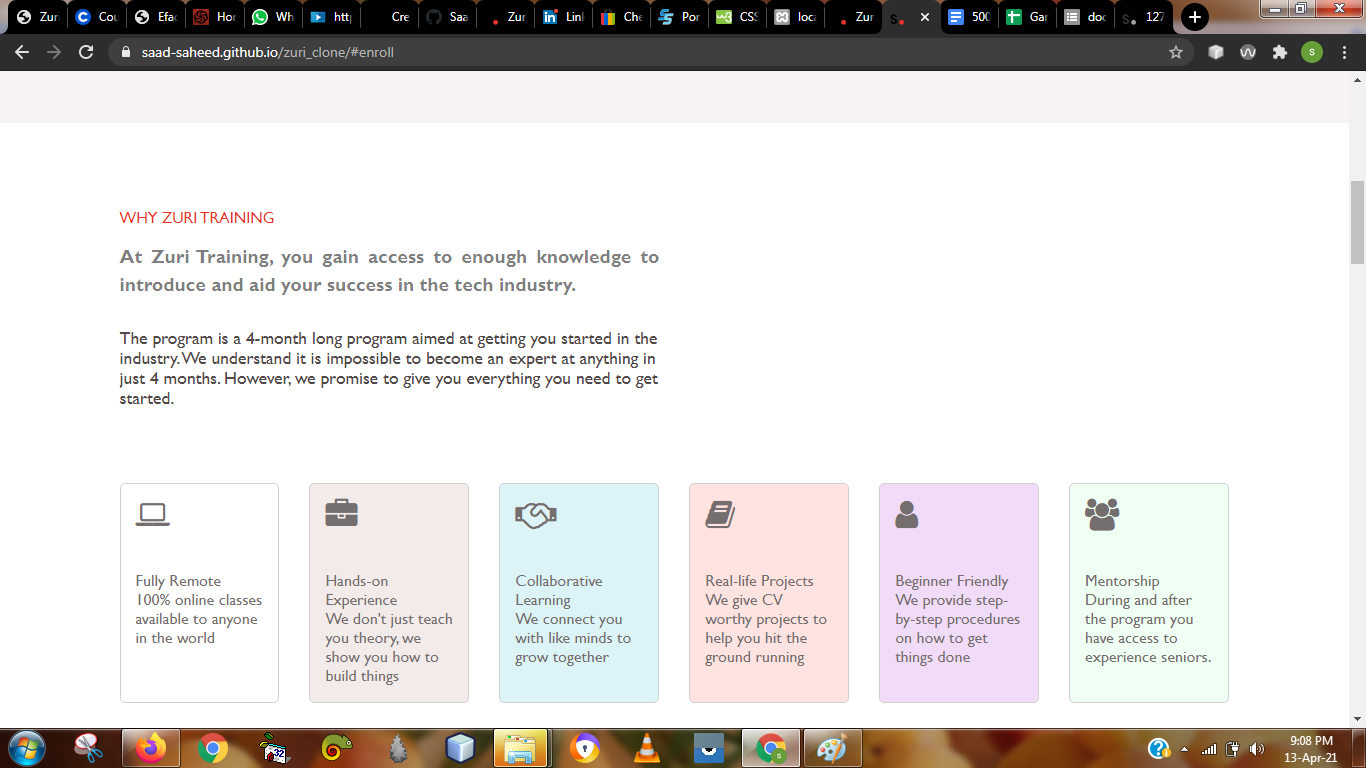 Zuri
Cou
Efac
Hor
Wh
http
Cre
Saa
Zur
Link
Che
Por
CSS
loca
Zur
s.
500
Gar
doc
127
saad-saheed.github.io/zuri_clone/#enroll
s
WHY ZURI TRAINING
At Zuri Training, you gain access to enough knowledge to
introduce and aid your success in the tech industry.
The program is a 4-month long program aimed at getting you started in the
industry. We understand it is impossible to become an expert at anything in
just 4 months. However, we promise to give you everything you need to get
started.
Fully Remote
100% online classes
available to anyone
in the world
Hands-on
Experience
We don't just teach
you theory, we
show you how to
build things
Collaborative
Learning
We connect you
with like minds to
grow together
Real-life Projects
We give CV
worthy projects to
help you hit the
ground running
Beginner Friendly
We provide step-
by-step procedures
on how to get
things done
Mentorship
During and after
the program you
have access to
experience seniors.
32
9:08 PM
13-Apr-21